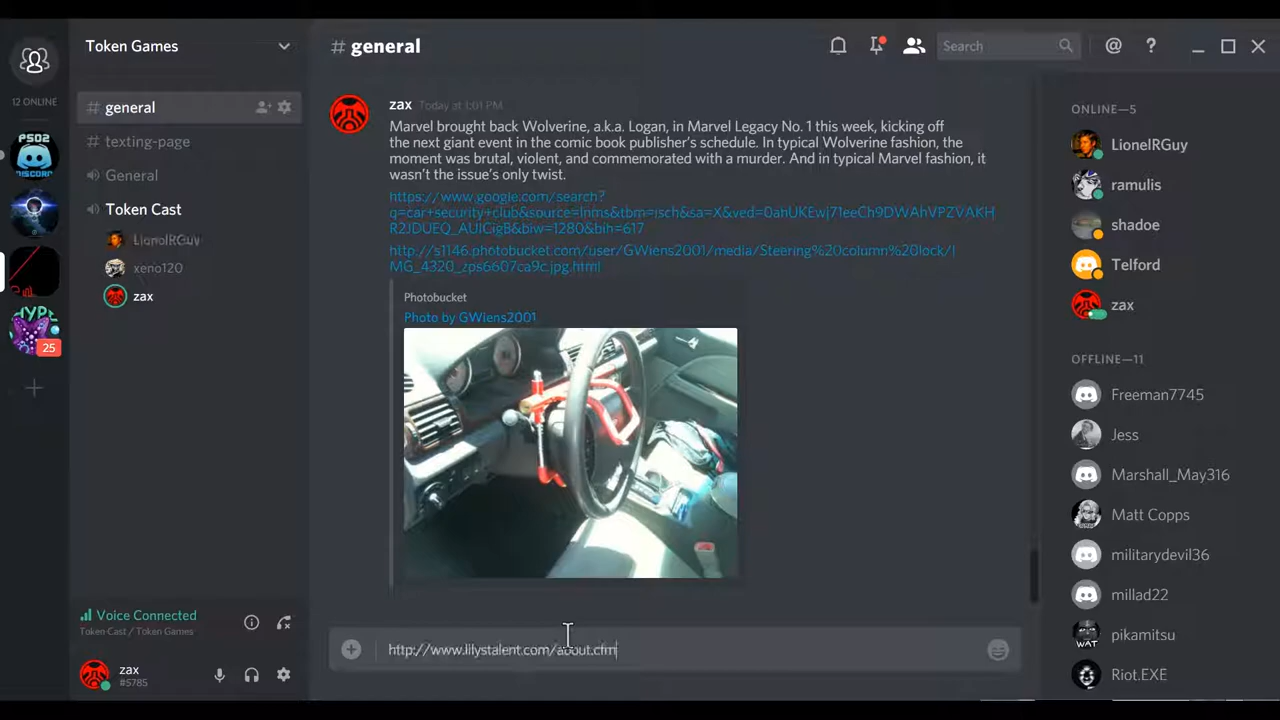 Token Games
# general
Search
@
?
12 ONLINE
# general
# texting-page
General
Token Cast
LionelRGuy
xeno120
zax
PSO2
DISCORD
HYPE
25
zax Today at 1:01 PM
Marvel brought back Wolverine, a.k.a. Logan, in Marvel Legacy No. 1 this week, kicking off
the next giant event in the comic book publisher's schedule. In typical Wolverine fashion, the
moment was brutal, violent, and commemorated with a murder. And in typical Marvel fashion, it
wasn't the issue's only twist.
https://www.google.com/search?
q=car+security+club&source=lnms&tbm=isch&sa=X&ved=0ahUKEwj71eeCh9DWAhVPZVAKH
R2JDUEQ_AUICigB&biw=1280&bih=617
http://s1146.photobucket.com/user/GWiens2001/media/Steering%20column%20lock/I
MG_4320_zps6607ca9c.jpg.html
Photobucket
Photo by GWiens2001
http://www.lilystalent.com/about.cfm
Voice Connected
Token Cast / Token Games
zax
#5785
ONLINE—5
LionelRGuy
ramulis
shadoe
Telford
zax
OFFLINE—11
Freeman7745
Jess
Marshall_May316
Matt Copps
militarydevil36
millad22
WAT
pikamitsu
Riot.EXE